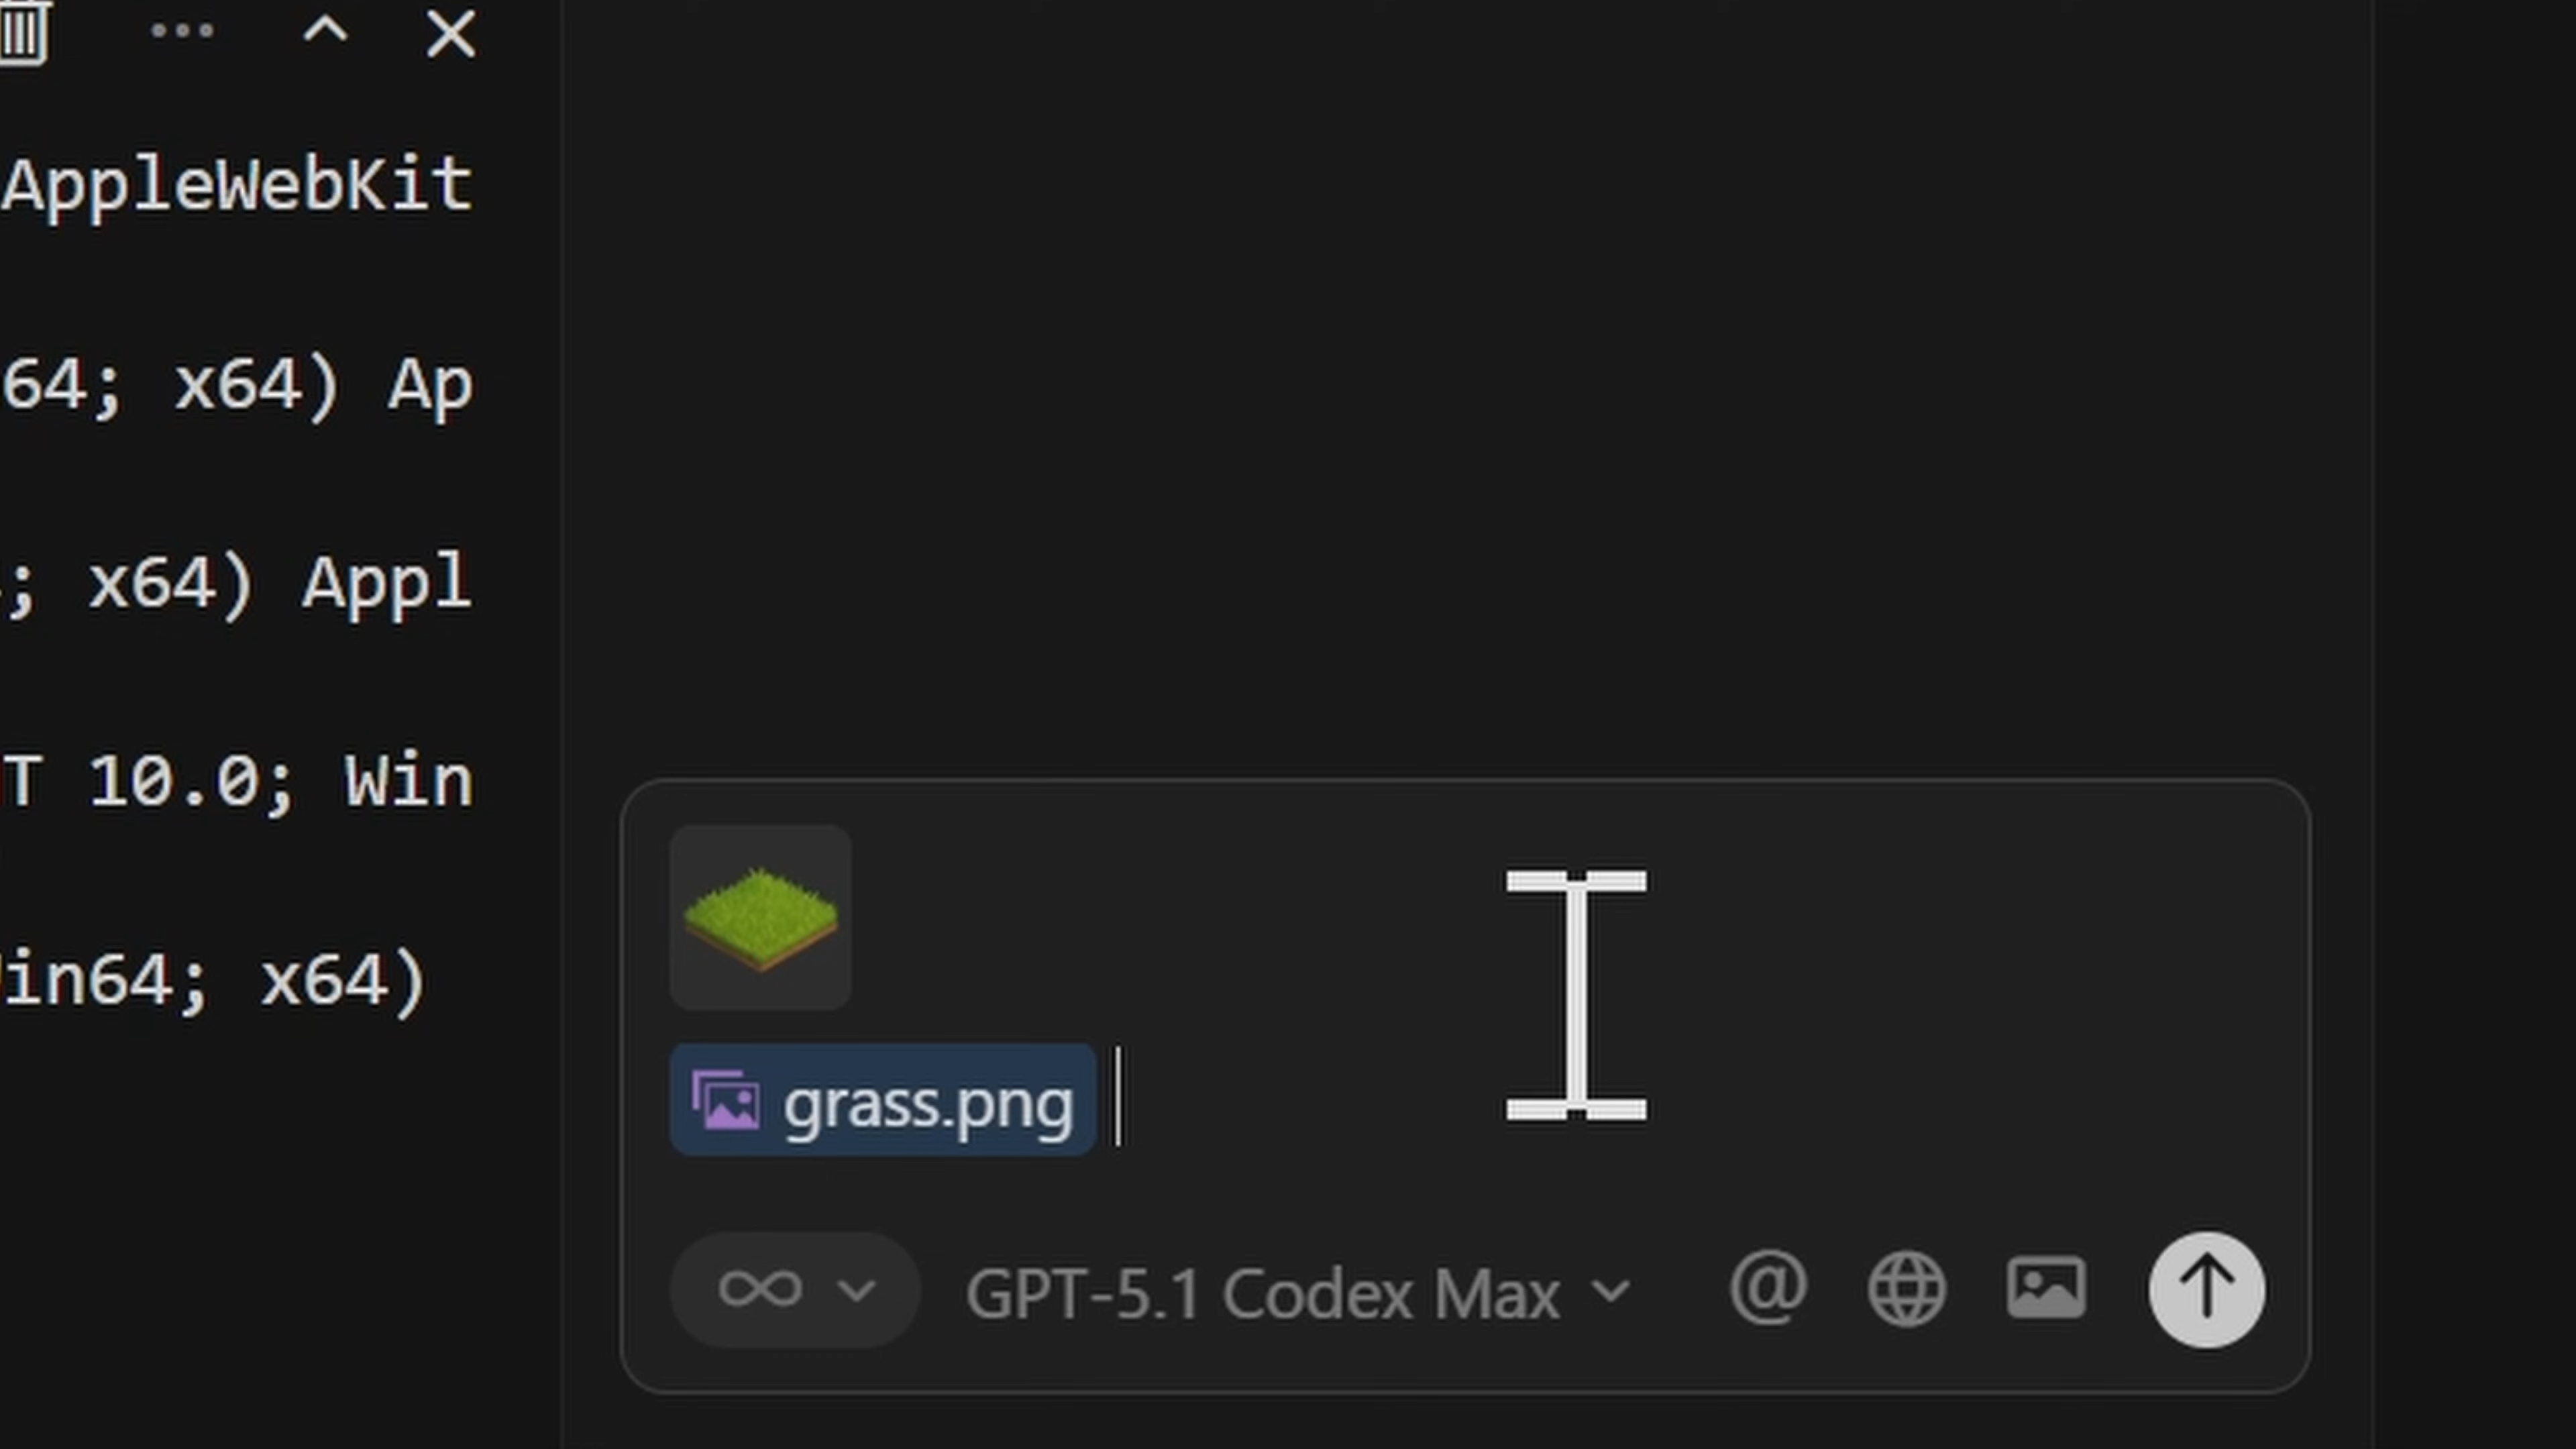 AppleWebKit
64; x64) Ap
; x64) Appl
T 10.0; Win
in64; x64)
grass.png
GPT-5.1 Codex Max
@